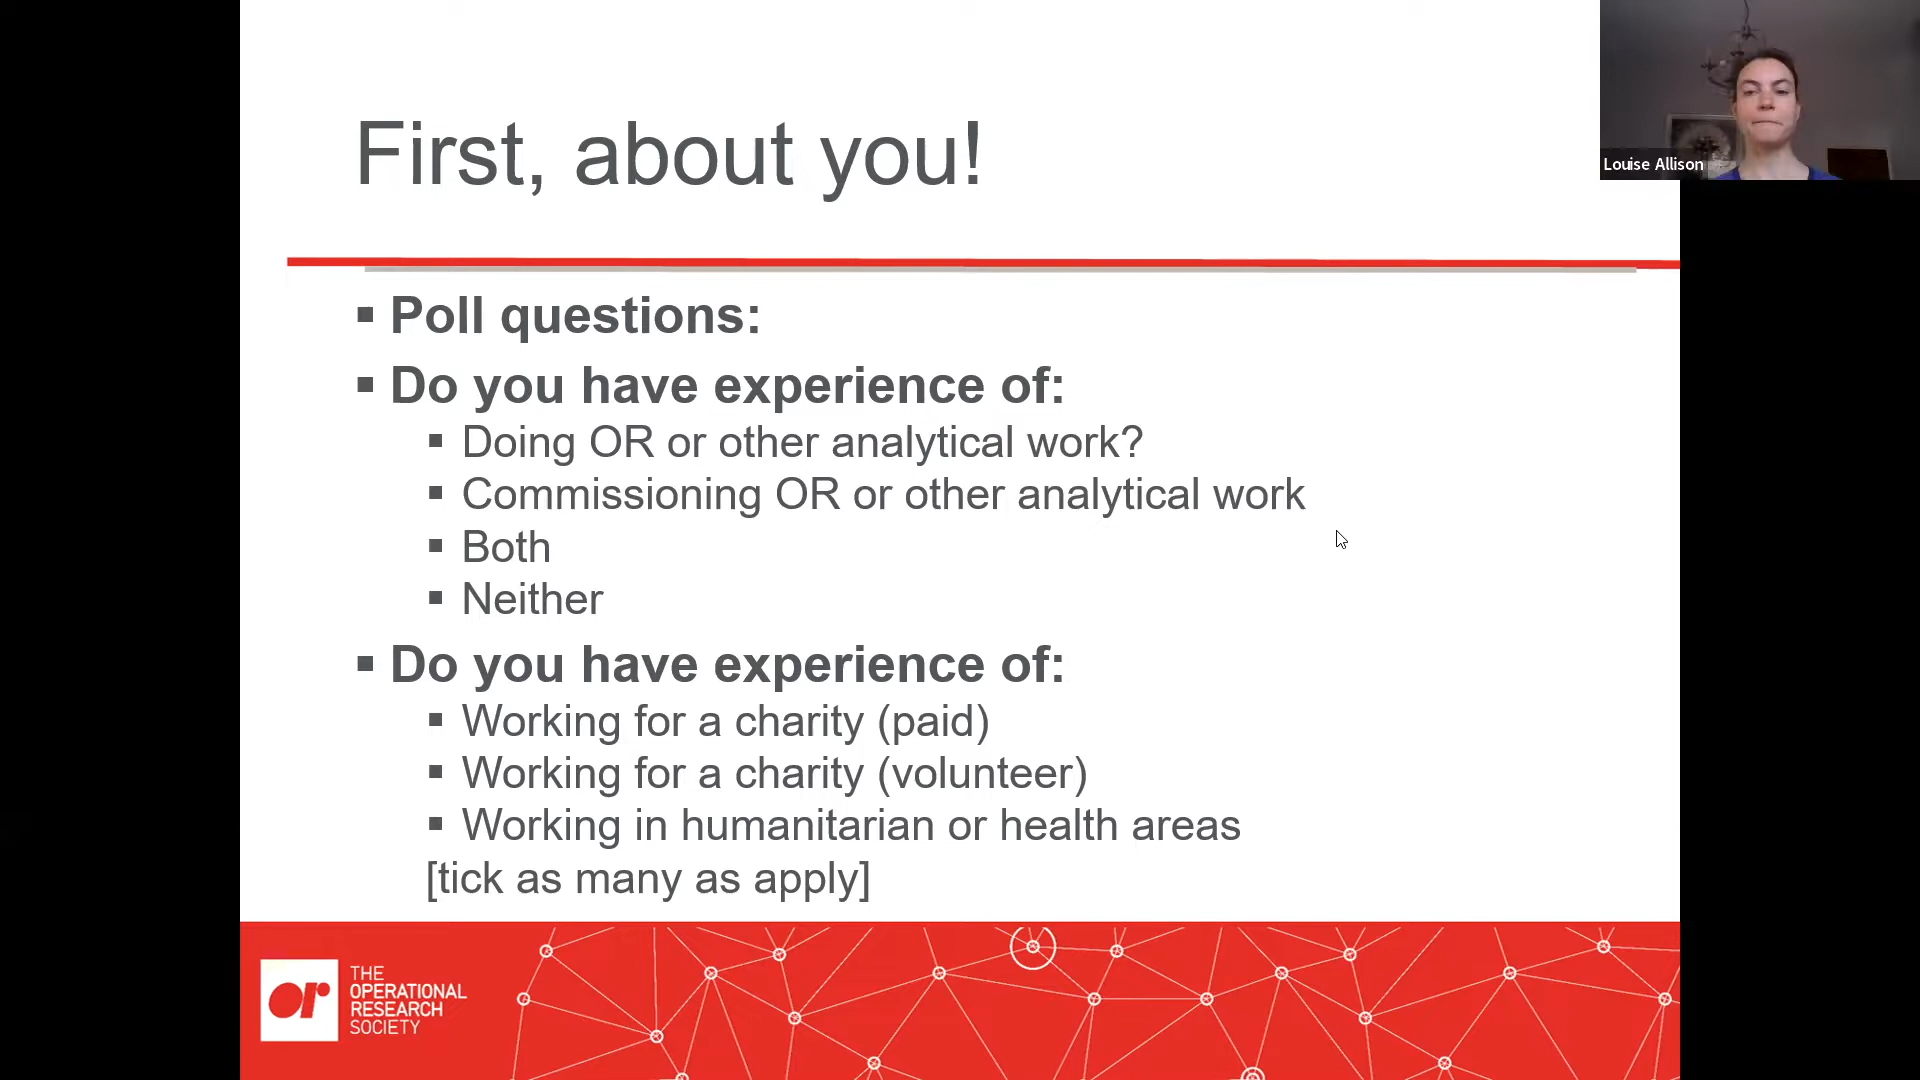 First, about you!
Louise Allison
▪ Poll questions:
▪ Do you have experience of:
▪ Doing OR or other analytical work?
▪ Commissioning OR or other analytical work
▪ Both
▪ Neither
▪ Do you have experience of:
▪ Working for a charity (paid)
▪ Working for a charity (volunteer)
▪ Working in humanitarian or health areas
[tick as many as apply]
or
THE
OPERATIONAL
RESEARCH
SOCIETY